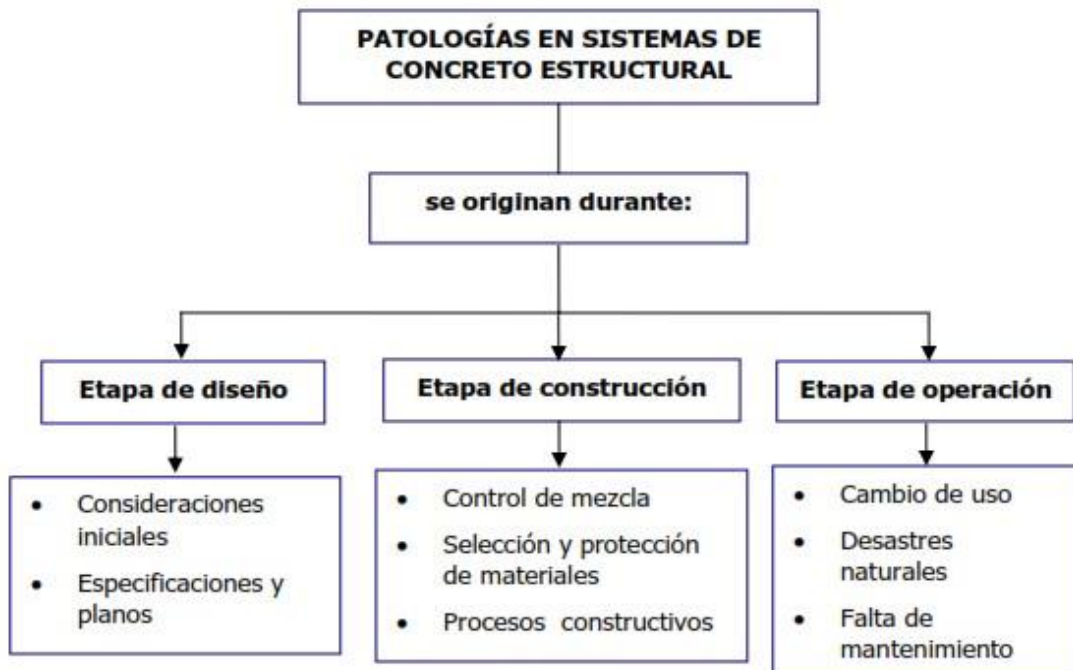 PATOLOGÍAS EN SISTEMAS DE
CONCRETO ESTRUCTURAL
se originan durante:
Etapa de diseño
Etapa de construcción
Etapa de operación
• Consideraciones
iniciales
• Especificaciones y
planos
• Control de mezcla
• Selección y protección
de materiales
• Procesos constructivos
• Cambio de uso
• Desastres
naturales
• Falta de
mantenimiento